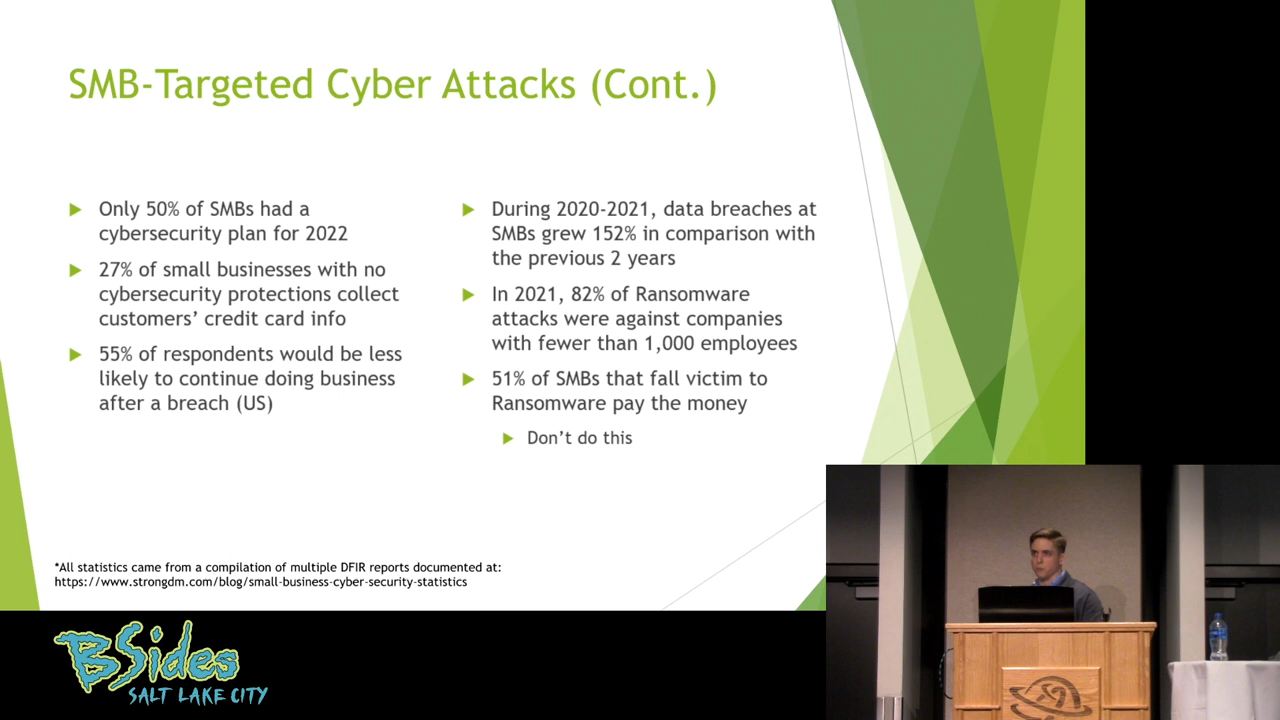 SMB-Targeted Cyber Attacks (Cont.)
Only 50% of SMBs had a
cybersecurity plan for 2022
27% of small businesses with no
cybersecurity protections collect
customers’ credit card info
55% of respondents would be less
likely to continue doing business
after a breach (US)
During 2020-2021, data breaches at
SMBs grew 152% in comparison with
the previous 2 years
In 2021, 82% of Ransomware
attacks were against companies
with fewer than 1,000 employees
51% of SMBs that fall victim to
Ransomware pay the money
Don’t do this
*All statistics came from a compilation of multiple DFIR reports documented at:
https://www.strongdm.com/blog/small-business-cyber-security-statistics
BSides
SALT LAKE CITY